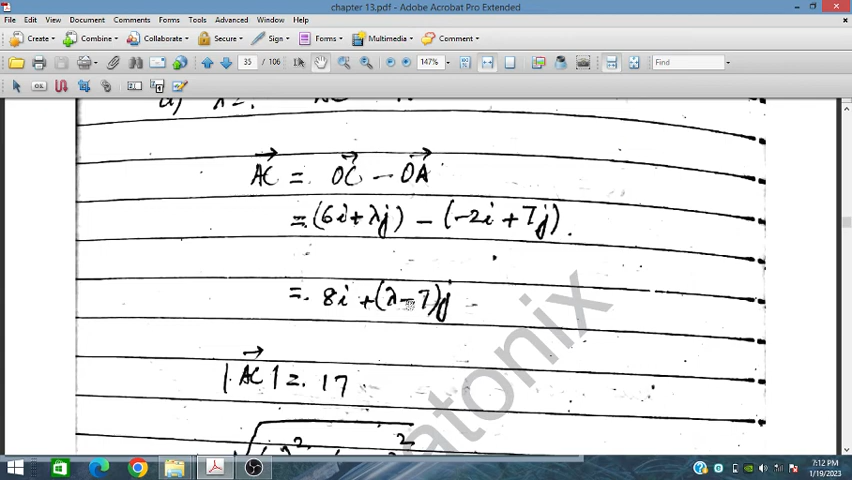 chapter 13.pdf - Adobe Acrobat Pro Extended
File Edit View Document Comments Forms Tools Advanced Window Help
Create Combine Collaborate Secure Sign Forms Multimedia Comment
35 / 106 147% Find
AC = OC - OA
= (6i + λj) - (-2i + 7j).
= 8i + (λ - 7)j
|AC| = 17
atonix
7:12 PM
1/19/2023